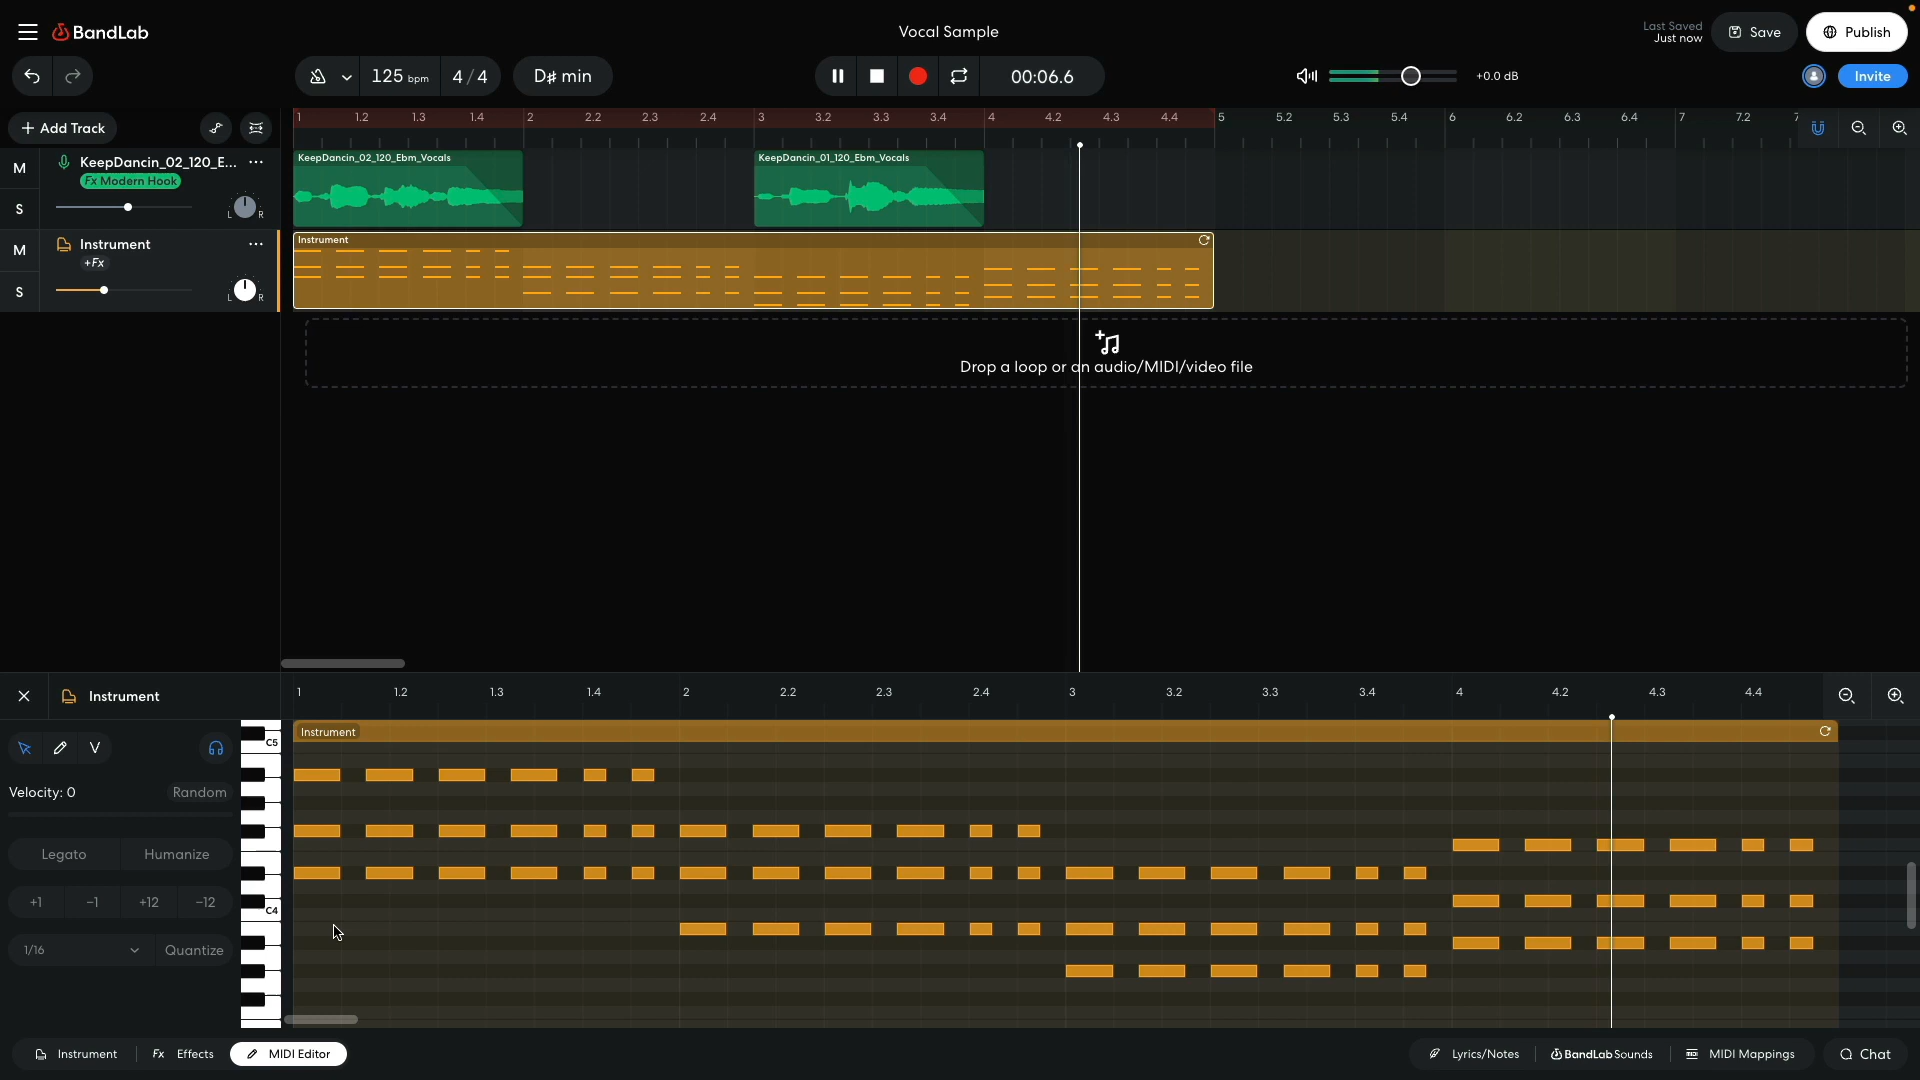 BandLab
Vocal Sample
Last Saved
Just now
Save
Publish
125 bpm
4/4
D♯ min
00:06.6
+0.0 dB
Invite
Add Track
1 1.2 1.3 1.4 2 2.2 2.3 2.4 3 3.2 3.3 3.4 4 4.2 4.3 4.4 5 5.2 5.3 5.4 6 6.2 6.3 6.4 7 7.2
M
KeepDancin_02_120_E...
Fx Modern Hook
S
L R
KeepDancin_02_120_Ebm_Vocals
KeepDancin_01_120_Ebm_Vocals
M
Instrument
+Fx
S
L R
Instrument
Drop a loop or an audio/MIDI/video file
Instrument
1 1.2 1.3 1.4 2 2.2 2.3 2.4 3 3.2 3.3 3.4 4 4.2 4.3 4.4
Instrument
C5
V
Velocity: 0
Random
Legato
Humanize
+1 −1 +12 −12
C4
1/16
Quantize
Instrument
Fx Effects
MIDI Editor
Lyrics/Notes
BandLab Sounds
MIDI Mappings
Chat